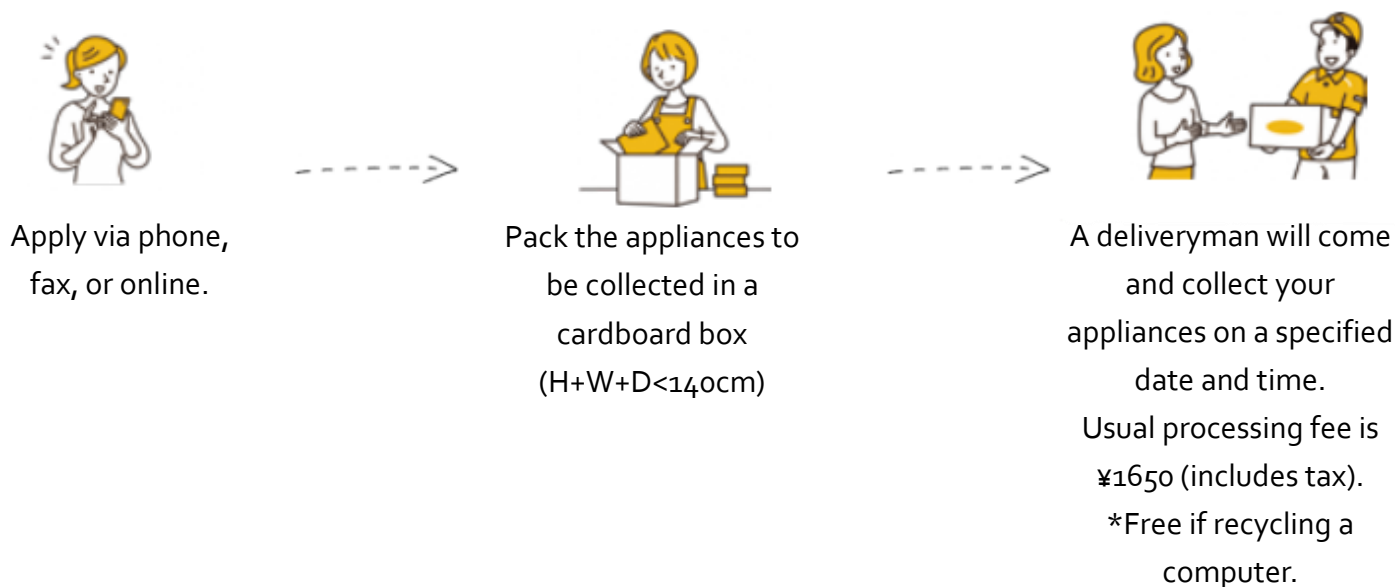 Apply via phone,
fax, or online.
Pack the appliances to
be collected in a
cardboard box
(H+W+D<140cm)
A deliveryman will come
and collect your
appliances on a specified
date and time.
Usual processing fee is
¥1650 (includes tax).
*Free if recycling a
computer.